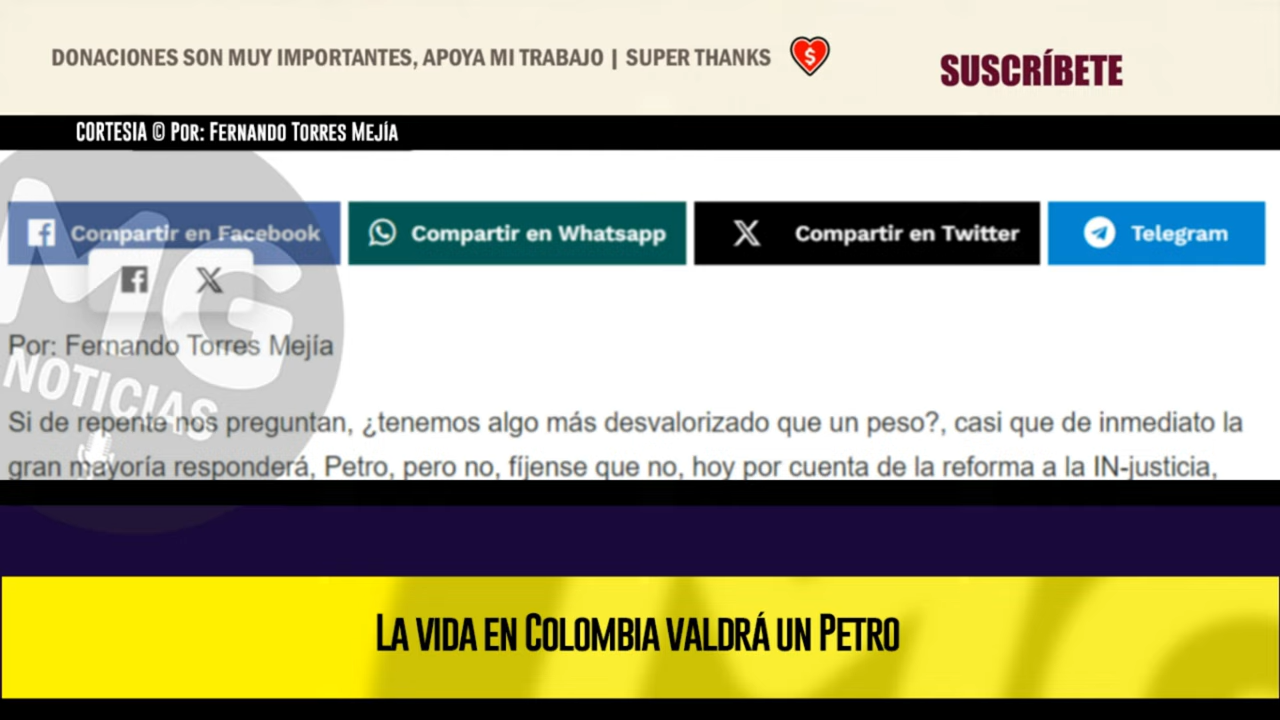 DONACIONES SON MUY IMPORTANTES, APOYA MI TRABAJO | SUPER THANKS
SUSCRÍBETE
CORTESIA © POR: FERNANDO TORRES MEJÍA
Compartir en Facebook
Compartir en Whatsapp
Compartir en Twitter
Telegram
MG
NOTICIAS
Por: Fernando Torres Mejía
Si de repente nos preguntan, ¿tenemos algo más desvalorizado que un peso?, casi que de inmediato la
gran mayoría responderá, Petro, pero no, fíjense que no, hoy por cuenta de la reforma a la IN-justicia,
LA VIDA EN COLOMBIA VALDRÁ UN PETRO